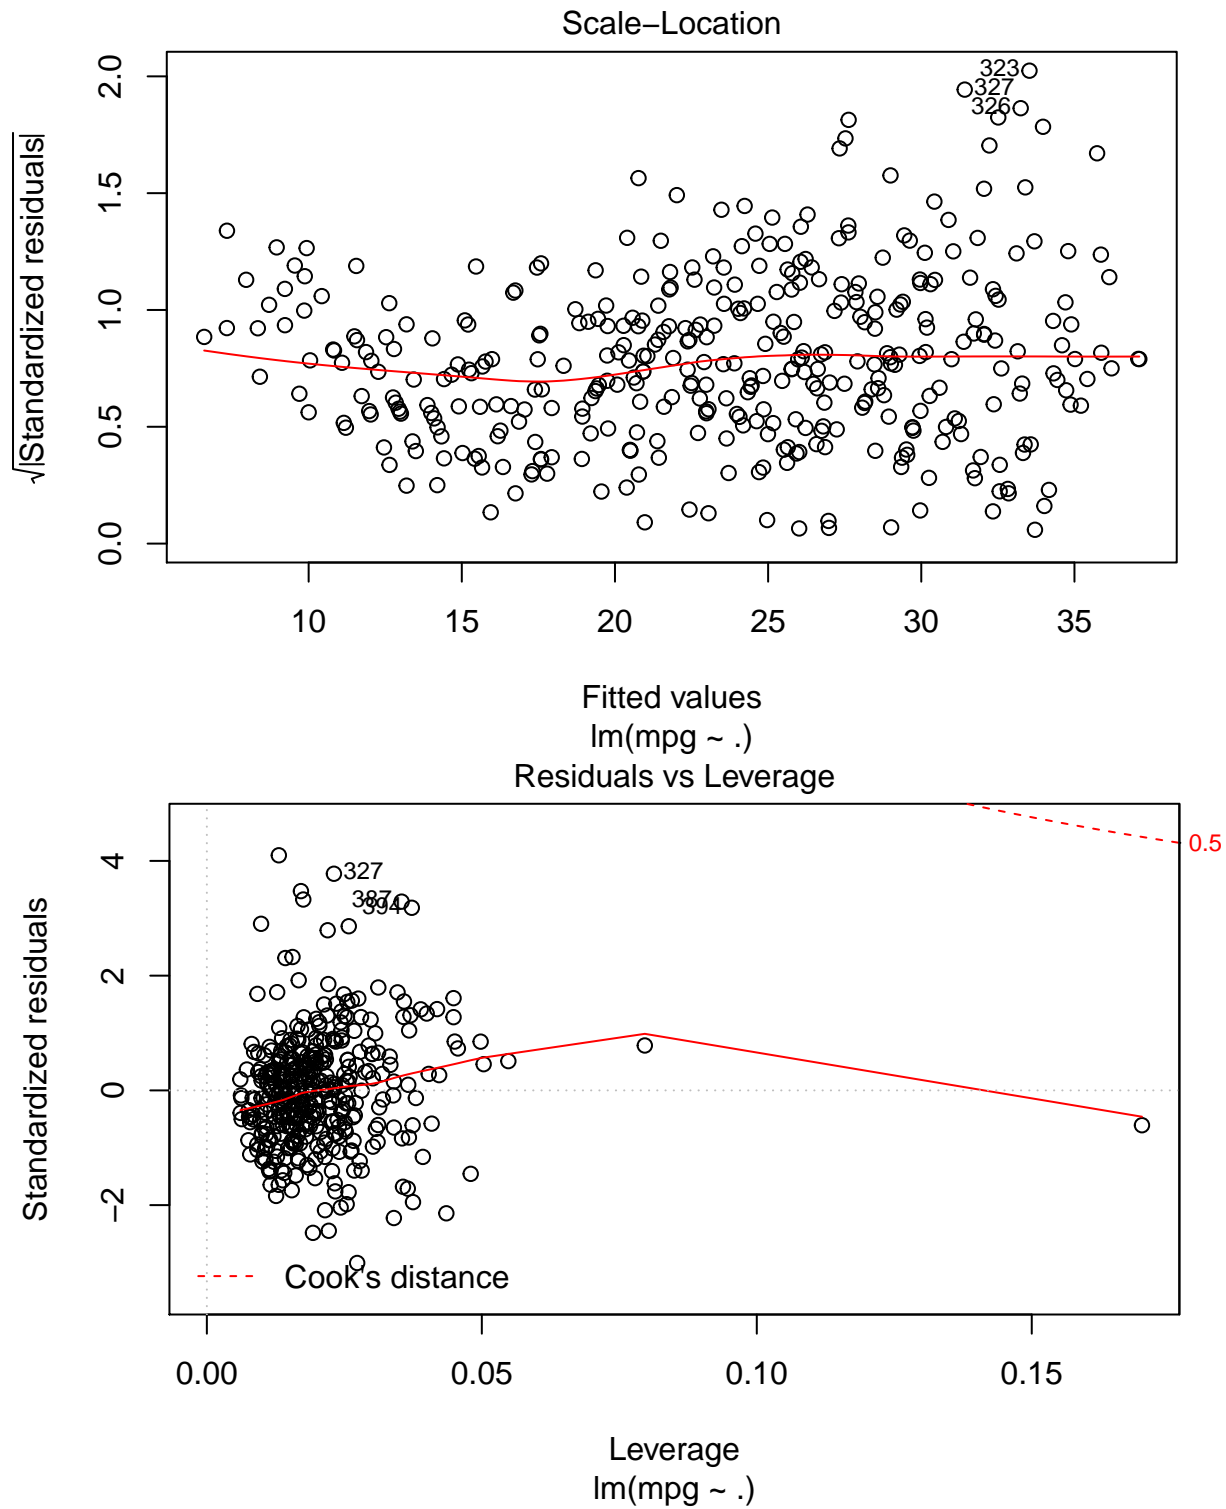 Scale−Location
√|Standardized residuals|
2.0
1.5
1.0
0.5
0.0
323
327
326
10 15 20 25 30 35
Fitted values
lm(mpg ~ .)
Residuals vs Leverage
Standardized residuals
4
2
0
−2
327
387
394
0.5
Cook's distance
0.00 0.05 0.10 0.15
Leverage
lm(mpg ~ .)